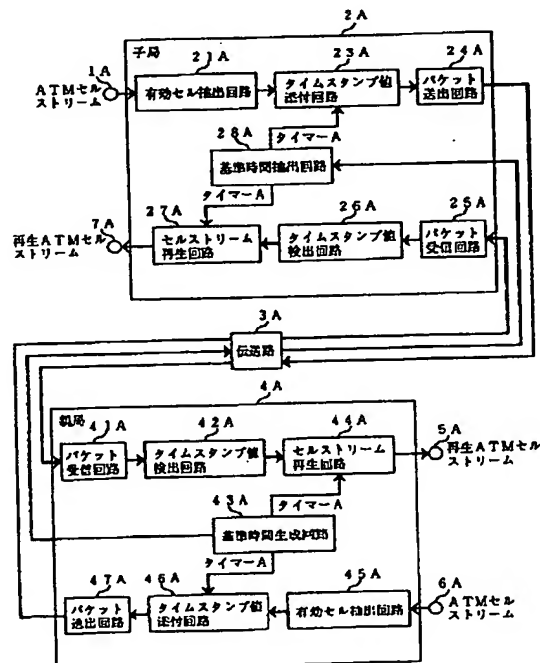 2A
子局
21A
23A
24A
1A
ATMセル
ストリーム
有効セル抽出回路
タイムスタンプ値
添付回路
パケット
送出回路
タイマーA
28A
基準時間抽出回路
タイマーA
27A
26A
25A
7A
再生ATMセル
ストリーム
セルストリーム
再生回路
タイムスタンプ値
検出回路
パケット
受信回路
3A
伝送路
4A
親局
41A
42A
44A
5A
パケット
受信回路
タイムスタンプ値
検出回路
セルストリーム
再生回路
再生ATMセル
ストリーム
タイマーA
43A
基準時間生成回路
タイマーA
47A
46A
45A
6A
パケット
送出回路
タイムスタンプ値
添付回路
有効セル抽出回路
ATMセル
ストリーム